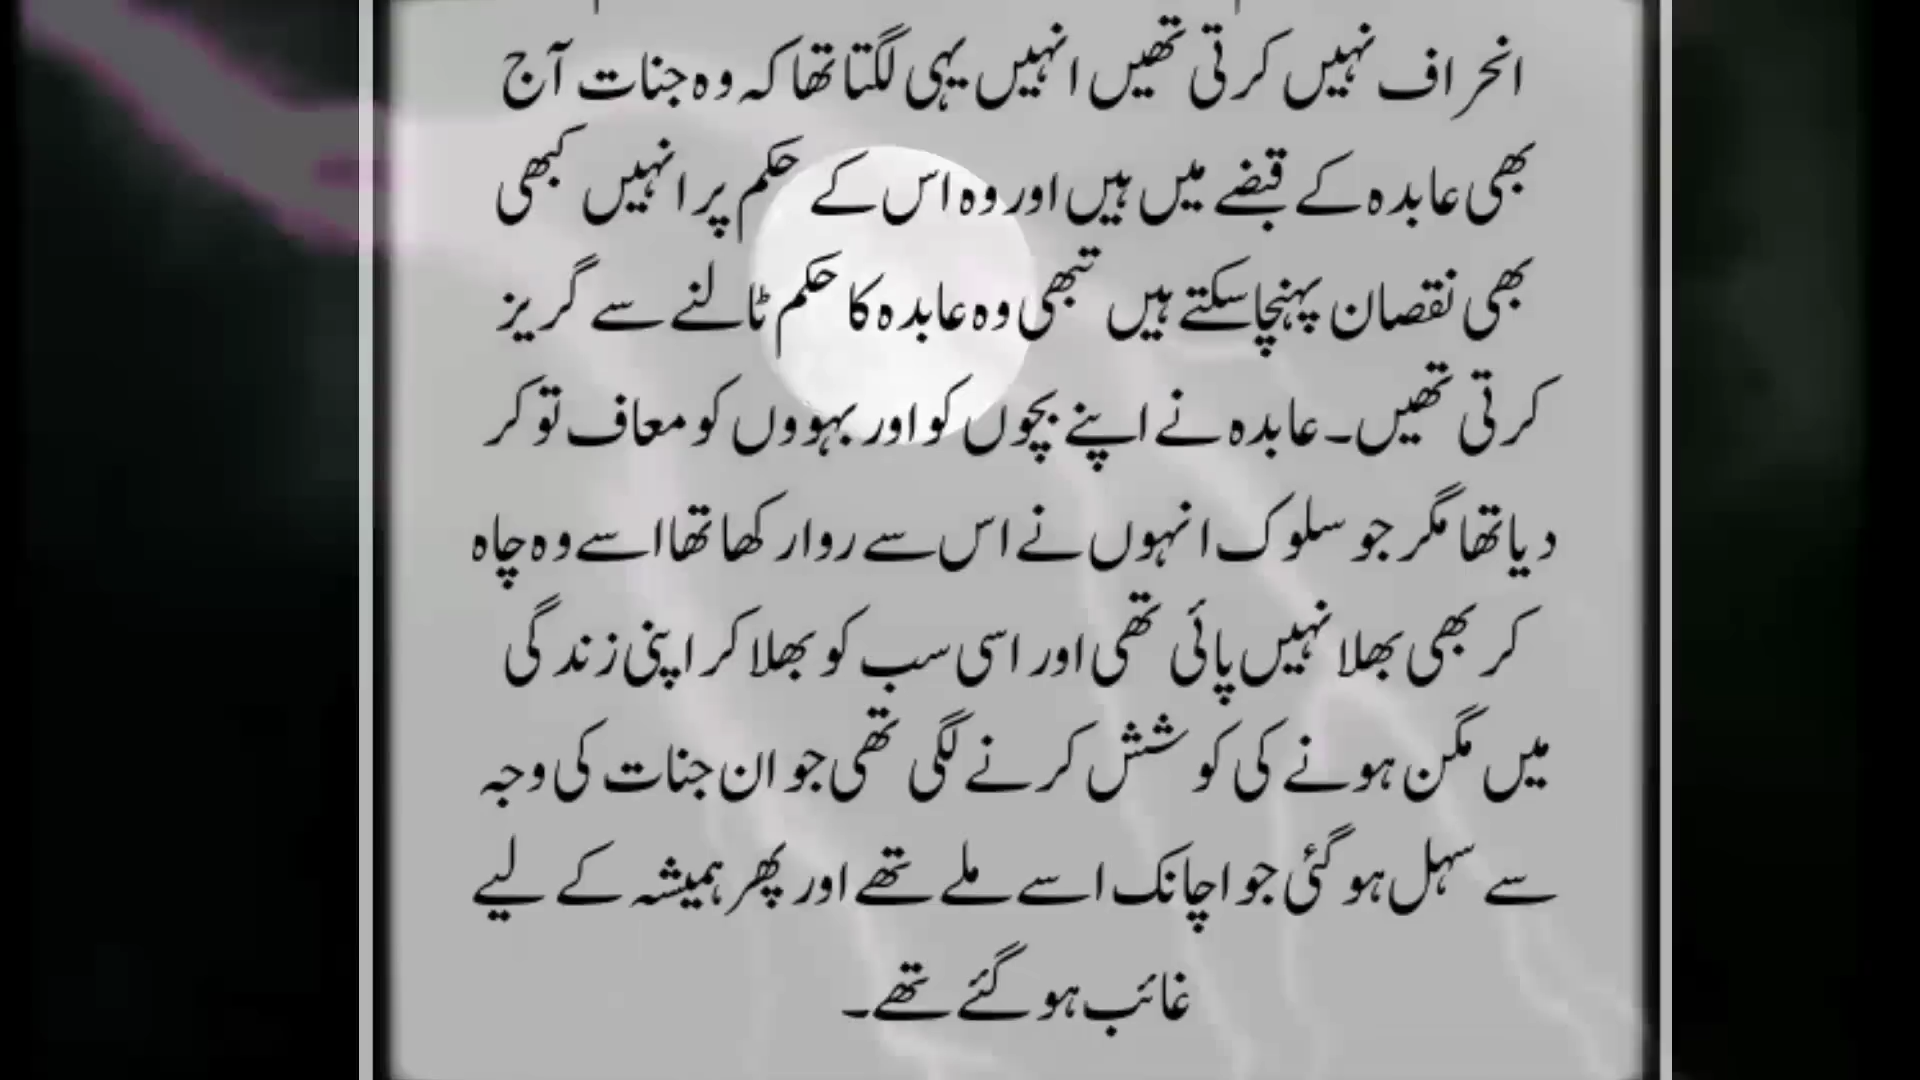 انحراف نہیں کرتی تھیں انہیں یہی لگتا تھا کہ وہ جنات آج
بھی عابدہ کے قبضے میں ہیں اور وہ اس کے حکم پر انہیں کبھی
بھی نقصان پہنچا سکتے ہیں تبھی وہ عابدہ کا حکم ٹالنے سے گریز
کرتی تھیں۔ عابدہ نے اپنے بچوں کو اور بہووں کو معاف تو کر
دیا تھا مگر جو سلوک انہوں نے اس سے روا رکھا تھا اسے وہ چاہ
کر بھی بھلا نہیں پائی تھی اور اسی سب کو بھلا کر اپنی زندگی
میں مگن ہونے کی کوشش کرنے لگی تھی جو ان جنات کی وجہ
سے سہل ہو گئی جو اچانک اسے ملے تھے اور پھر ہمیشہ کے لیے
غائب ہو گئے تھے۔